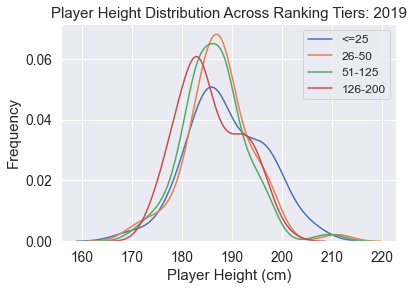 Player Height Distribution Across Ranking Tiers: 2019
<=25
26-50
51-125
126-200
0.06
0.04
0.02
0.00
Frequency
160 170 180 190 200 210 220
Player Height (cm)